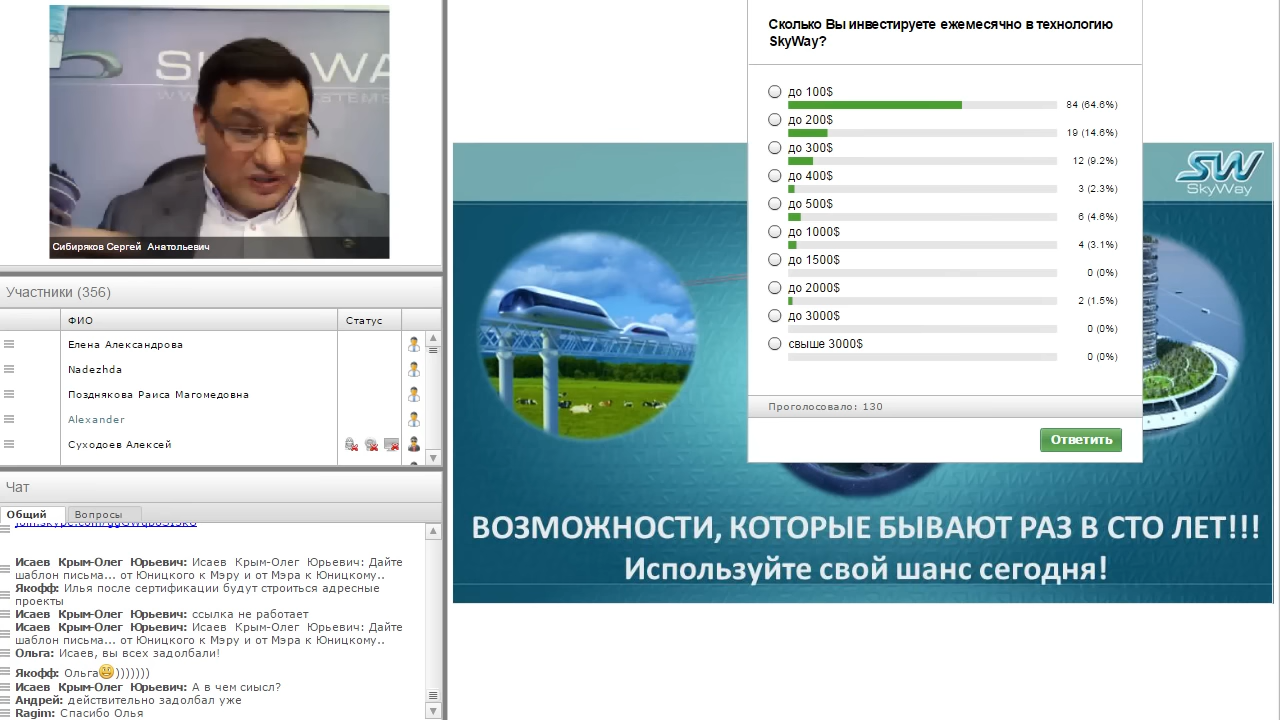 SKYWA
Сибиряков Сергей Анатольевич
Участники (356)
ФИО Статус
Елена Александрова
Nadezhda
Позднякова Раиса Магомедовна
Alexander
Суходоев Алексей
Чат
Общий Вопросы
Исаев Крым-Олег Юрьевич: Исаев Крым-Олег Юрьевич: Дайте
шаблон письма... от Юницкого к Мэру и от Мэра к Юницкому..
Якофф: Илья после сертификации будут строиться адресные
проекты
Исаев Крым-Олег Юрьевич: ссылка не работает
Исаев Крым-Олег Юрьевич: Исаев Крым-Олег Юрьевич: Дайте
шаблон письма... от Юницкого к Мэру и от Мэра к Юницкому..
Ольга: Исаев, вы всех задолбали!
Якофф: Ольга)))))))
Исаев Крым-Олег Юрьевич: А в чем сиысл?
Андрей: действительно задолбал уже
Ragim: Спасибо Олья
Сколько Вы инвестируете ежемесячно в технологию
SkyWay?
до 100$
84 (64.6%)
до 200$
19 (14.6%)
до 300$
12 (9.2%)
до 400$
3 (2.3%)
до 500$
6 (4.6%)
до 1000$
4 (3.1%)
до 1500$
0 (0%)
до 2000$
2 (1.5%)
до 3000$
0 (0%)
свыше 3000$
0 (0%)
Проголосовало: 130
Ответить
SW
SkyWay
ВОЗМОЖНОСТИ, КОТОРЫЕ БЫВАЮТ РАЗ В СТО ЛЕТ!!!
Используйте свой шанс сегодня!